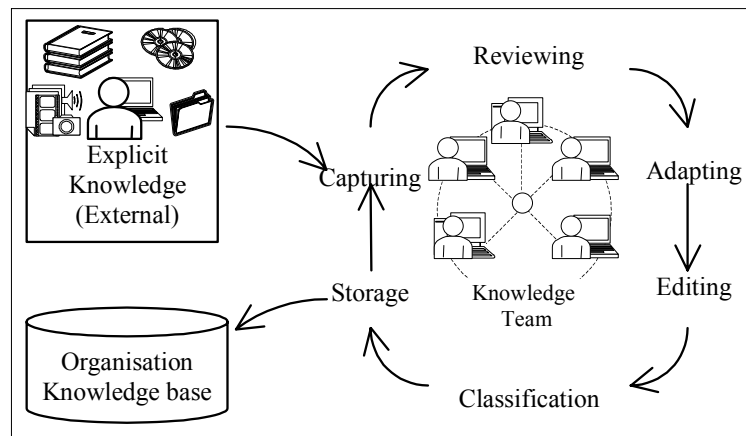 Explicit
Knowledge
(External)
Reviewing
Capturing
Adapting
Storage
Knowledge
Team
Editing
Classification
Organisation
Knowledge base